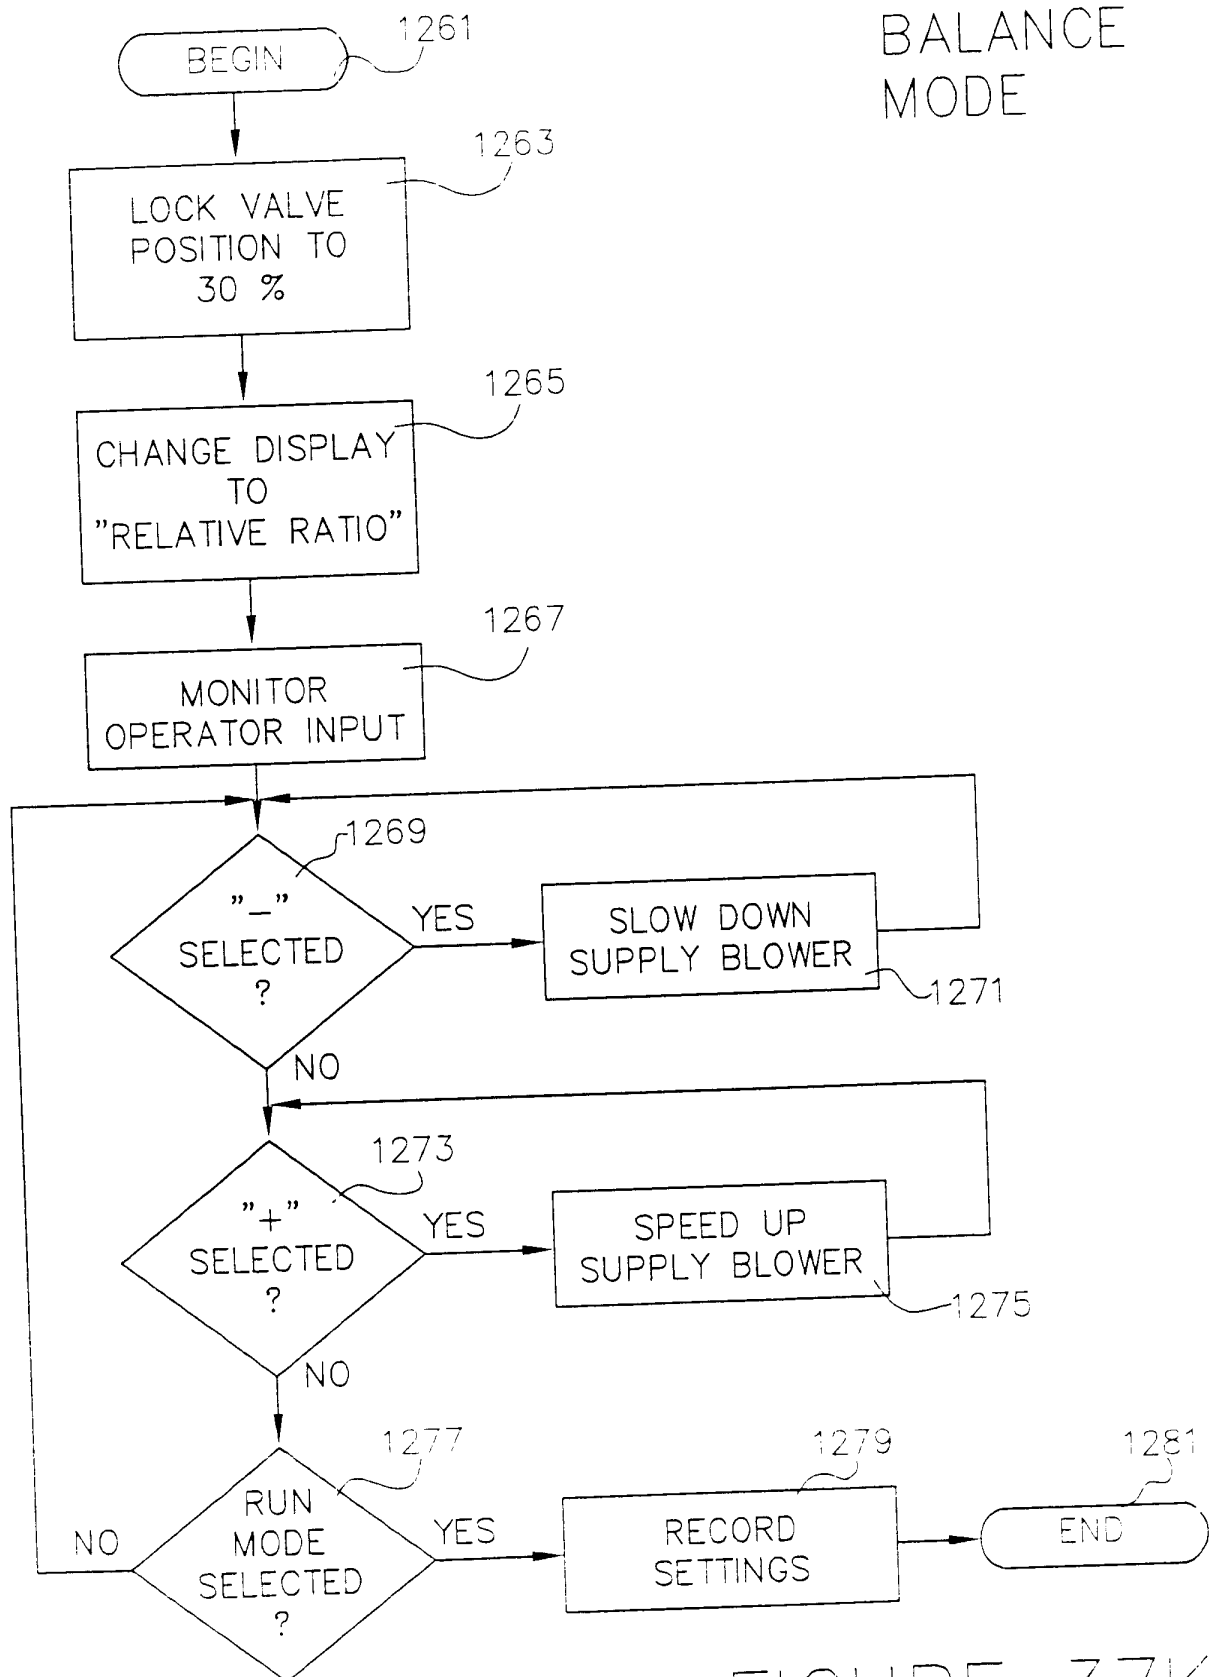 BALANCE
MODE
BEGIN
1261
1263
LOCK VALVE
POSITION TO
30 %
1265
CHANGE DISPLAY
TO
"RELATIVE RATIO"
1267
MONITOR
OPERATOR INPUT
1269
"–"
SELECTED
?
YES
SLOW DOWN
SUPPLY BLOWER
1271
NO
1273
"+"
SELECTED
?
YES
SPEED UP
SUPPLY BLOWER
1275
NO
1277
RUN
MODE
SELECTED
?
NO
YES
1279
RECORD
SETTINGS
1281
END
FIGURE 37K